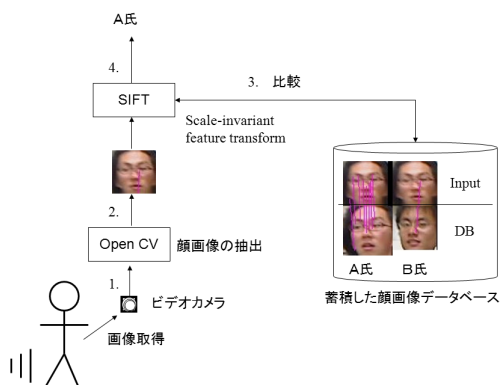 A氏
4.
SIFT
3. 比較
Scale-invariant
feature transform
Input
DB
A氏 B氏
蓄積した顔画像データベース
2.
Open CV
顔画像の抽出
1.
ビデオカメラ
画像取得